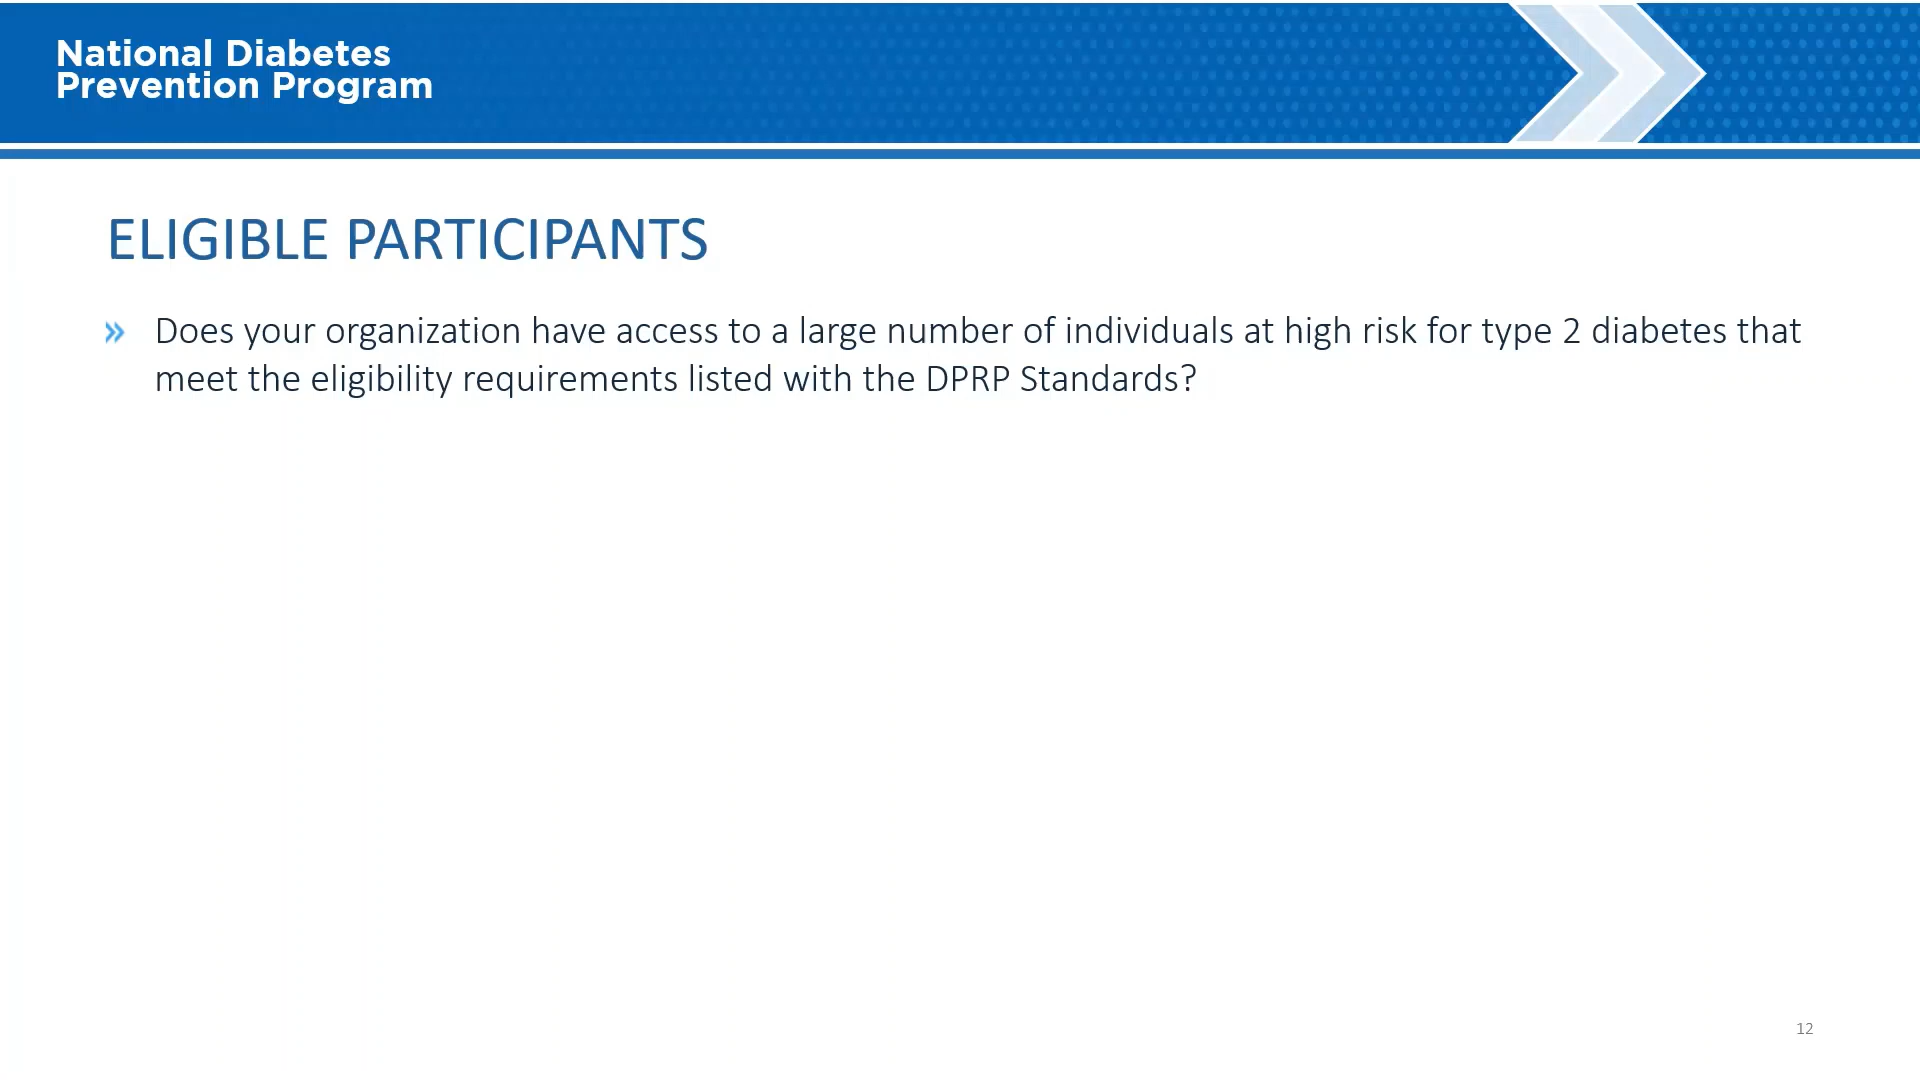 National Diabetes
Prevention Program
ELIGIBLE PARTICIPANTS
» Does your organization have access to a large number of individuals at high risk for type 2 diabetes that
meet the eligibility requirements listed with the DPRP Standards?
12